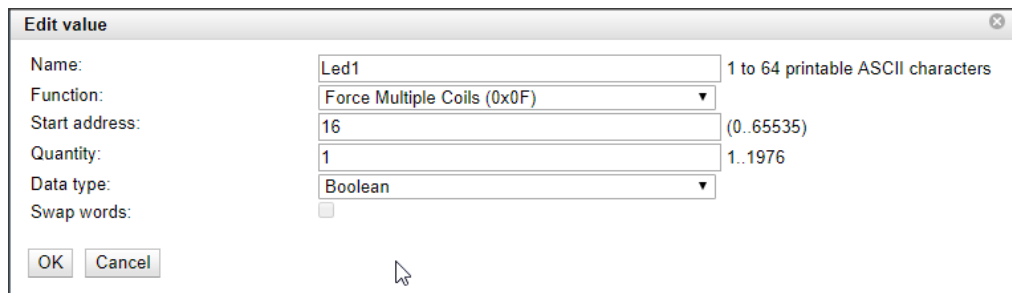 Edit value
Name: Led1 1 to 64 printable ASCII characters
Function: Force Multiple Coils (0x0F)
Start address: 16 (0..65535)
Quantity: 1 1..1976
Data type: Boolean
Swap words:
OK Cancel